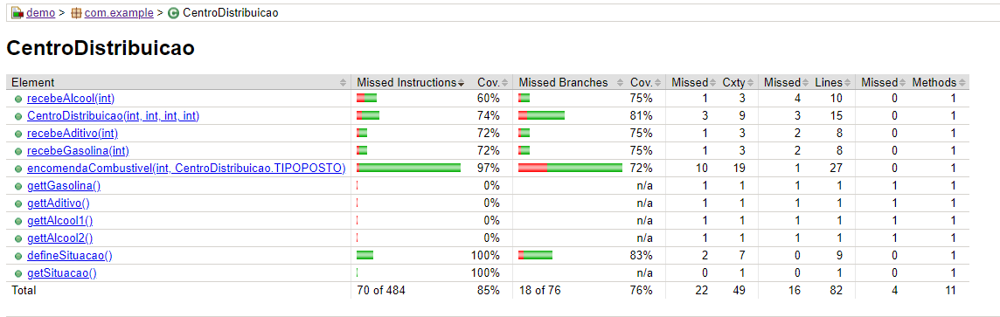 demo > com.example > CentroDistribuicao
CentroDistribuicao
Element Missed Instructions Cov. Missed Branches Cov. Missed Cxty Missed Lines Missed Methods
recebeAlcool(int) 60% 75% 1 3 4 10 0 1
CentroDistribuicao(int, int, int, int) 74% 81% 3 9 3 15 0 1
recebeAditivo(int) 72% 75% 1 3 2 8 0 1
recebeGasolina(int) 72% 75% 1 3 2 8 0 1
encomendaCombustivel(int, CentroDistribuicao.TIPOPOSTO) 97% 72% 10 19 1 27 0 1
gettGasolina() 0% n/a 1 1 1 1 1 1
gettAditivo() 0% n/a 1 1 1 1 1 1
gettAlcool1() 0% n/a 1 1 1 1 1 1
gettAlcool2() 0% n/a 1 1 1 1 1 1
defineSituacao() 100% 83% 2 7 0 9 0 1
getSituacao() 100% n/a 0 1 0 1 0 1
Total 70 of 484 85% 18 of 76 76% 22 49 16 82 4 11